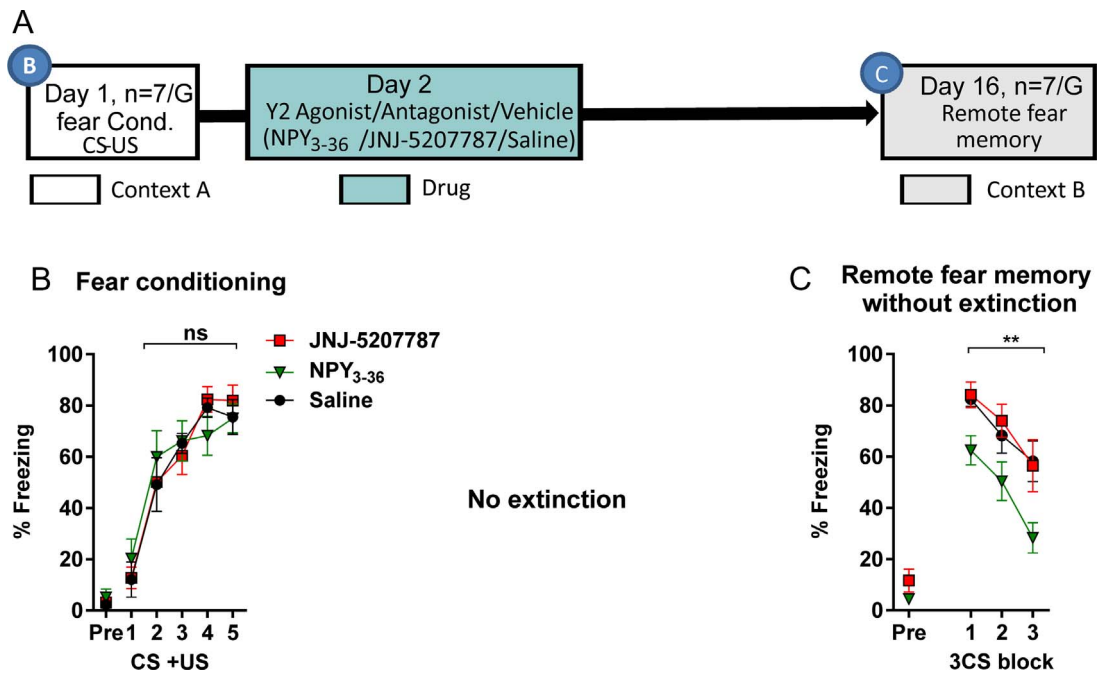 A
B
Day 1, n=7/G
fear Cond.
CS-US
Day 2
Y2 Agonist/Antagonist/Vehicle
(NPY3-36 /JNJ-5207787/Saline)
C
Day 16, n=7/G
Remote fear
memory
Context A
Drug
Context B
B Fear conditioning
ns
JNJ-5207787
NPY3-36
Saline
% Freezing
100
80
60
40
20
0
Pre 1 2 3 4 5
CS +US
No extinction
C Remote fear memory
without extinction
**
% Freezing
100
80
60
40
20
0
Pre 1 2 3
3CS block